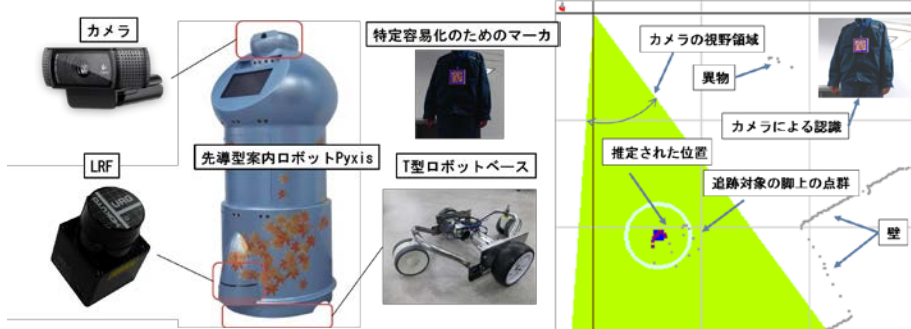 カメラ
LRF
先導型案内ロボットPyxis
特定容易化のためのマーカ
T型ロボットベース
カメラの視野領域
異物
カメラによる認識
推定された位置
追跡対象の脚上の点群
壁